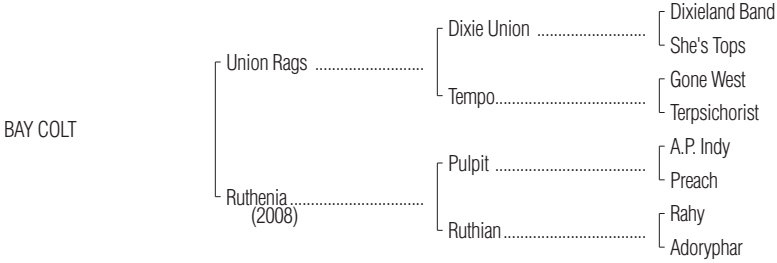 Dixieland Band
Dixie Union ..........................
She's Tops
Union Rags ..........................
Gone West
Tempo....................................
Terpsichorist
BAY COLT
A.P. Indy
Pulpit ....................................
Preach
Ruthenia ................................
(2008)
Rahy
Ruthian ..................................
Adoryphar